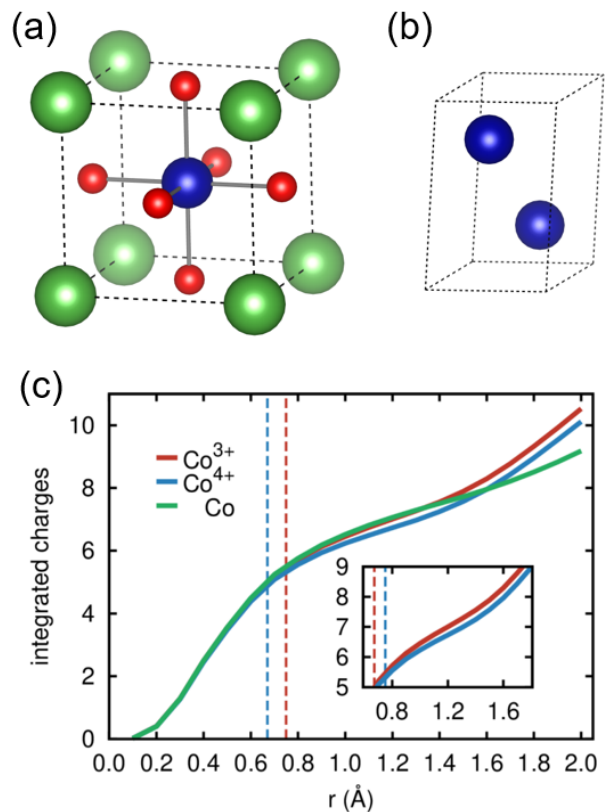 (a)
(b)
(c)
integrated charges
10
8
6
4
2
0
Co³⁺
Co⁴⁺
Co
9
8
7
6
5
0.8 1.2 1.6
0.0 0.2 0.4 0.6 0.8 1.0 1.2 1.4 1.6 1.8 2.0
r (Å)